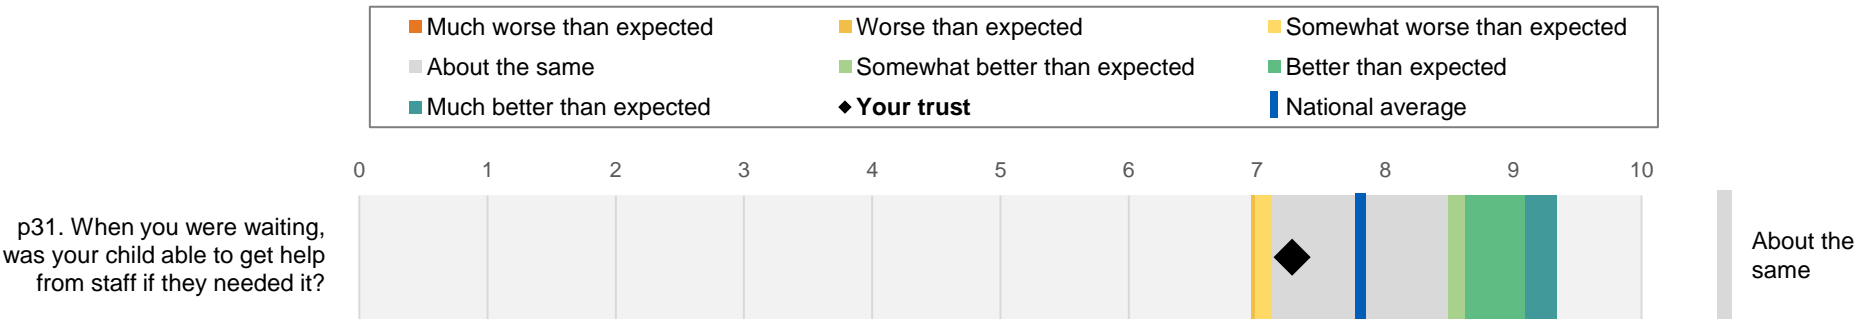 Much worse than expected
Worse than expected
Somewhat worse than expected
About the same
Somewhat better than expected
Better than expected
Much better than expected
Your trust
National average
0 1 2 3 4 5 6 7 8 9 10
p31. When you were waiting,
was your child able to get help
from staff if they needed it?
About the
same